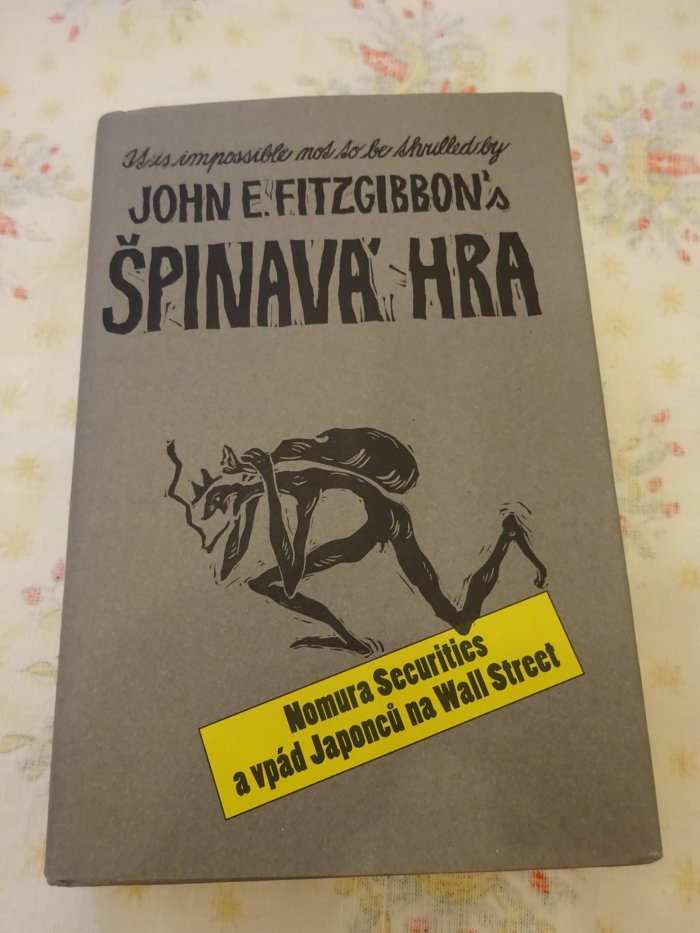 It is impossible not to be thrilled by
JOHN E. FITZGIBBON's
ŠPINAVÁ HRA
Nomura Securities
a vpád Japonců na Wall Street